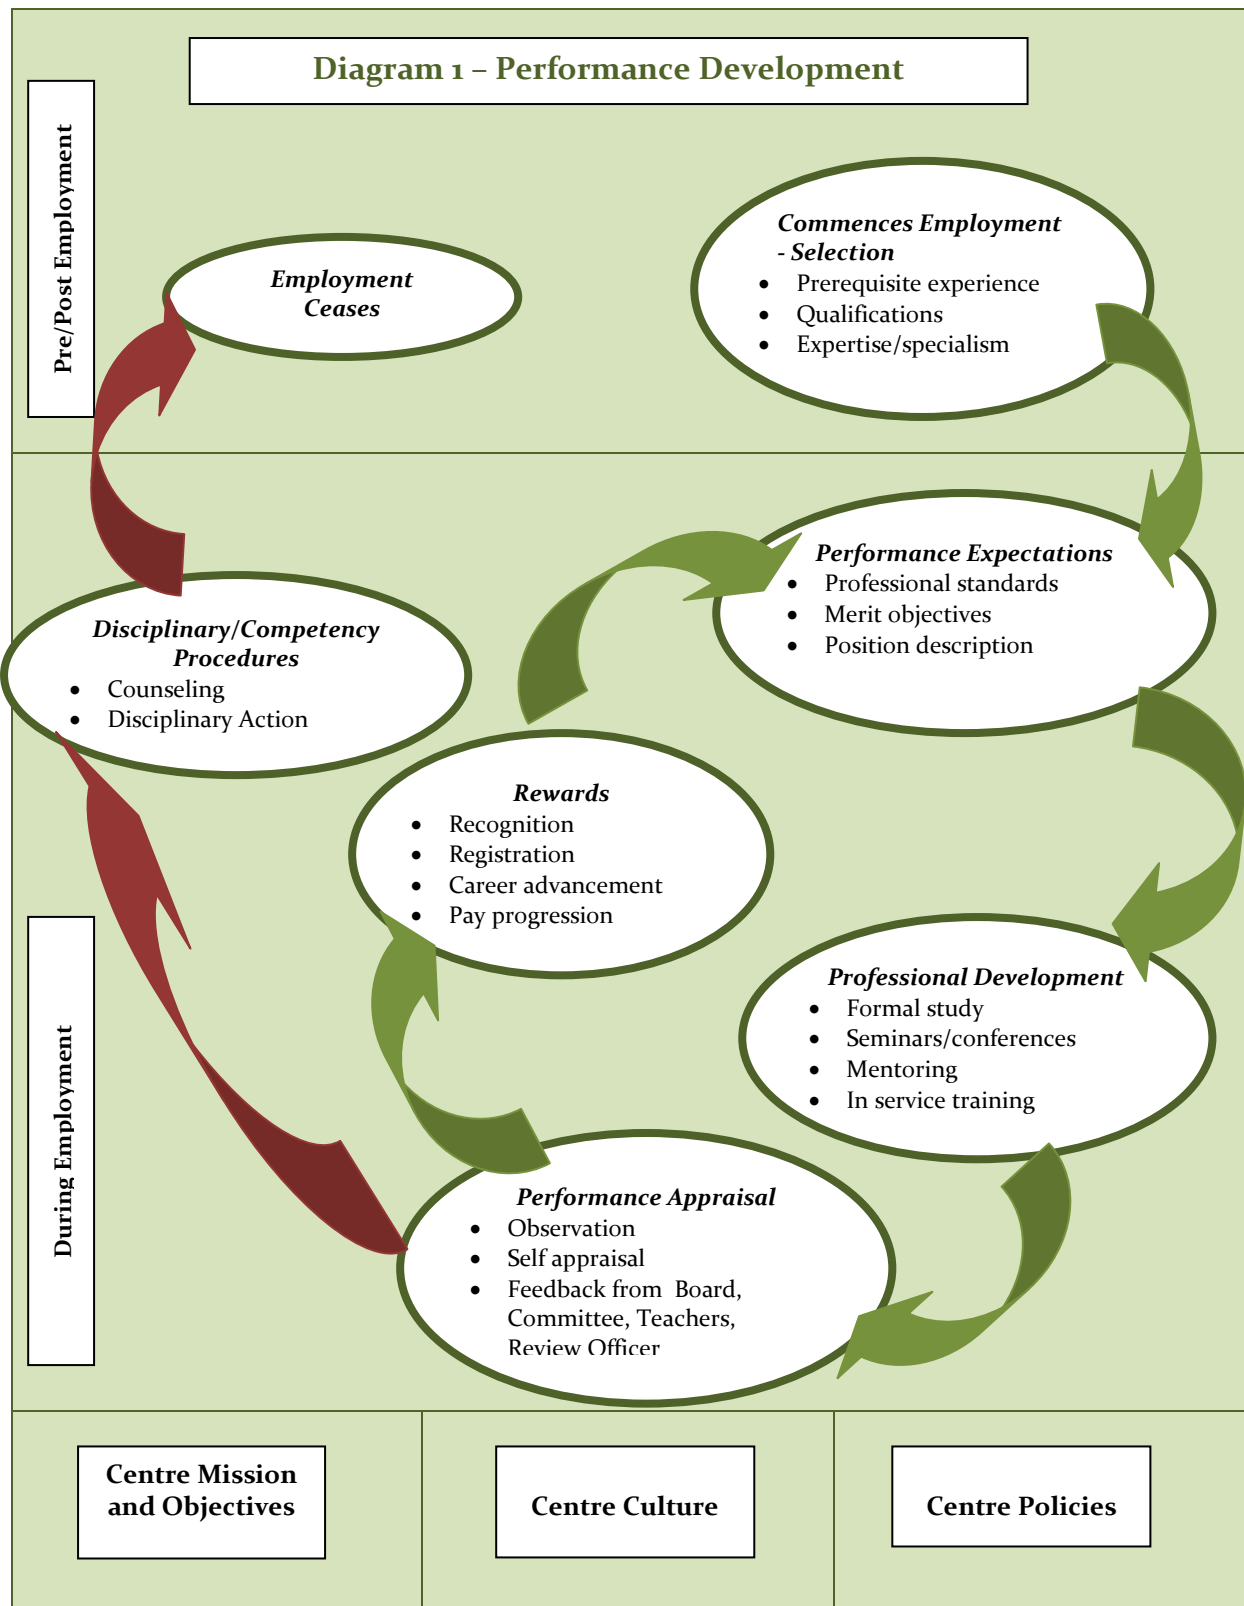 Diagram 1 – Performance Development
Pre/Post Employment
Employment
Ceases
Commences Employment
- Selection
• Prerequisite experience
• Qualifications
• Expertise/specialism
Performance Expectations
• Professional standards
• Merit objectives
• Position description
Disciplinary/Competency
Procedures
• Counseling
• Disciplinary Action
Rewards
• Recognition
• Registration
• Career advancement
• Pay progression
Professional Development
• Formal study
• Seminars/conferences
• Mentoring
• In service training
During Employment
Performance Appraisal
• Observation
• Self appraisal
• Feedback from Board,
Committee, Teachers,
Review Officer
Centre Mission
and Objectives
Centre Culture
Centre Policies